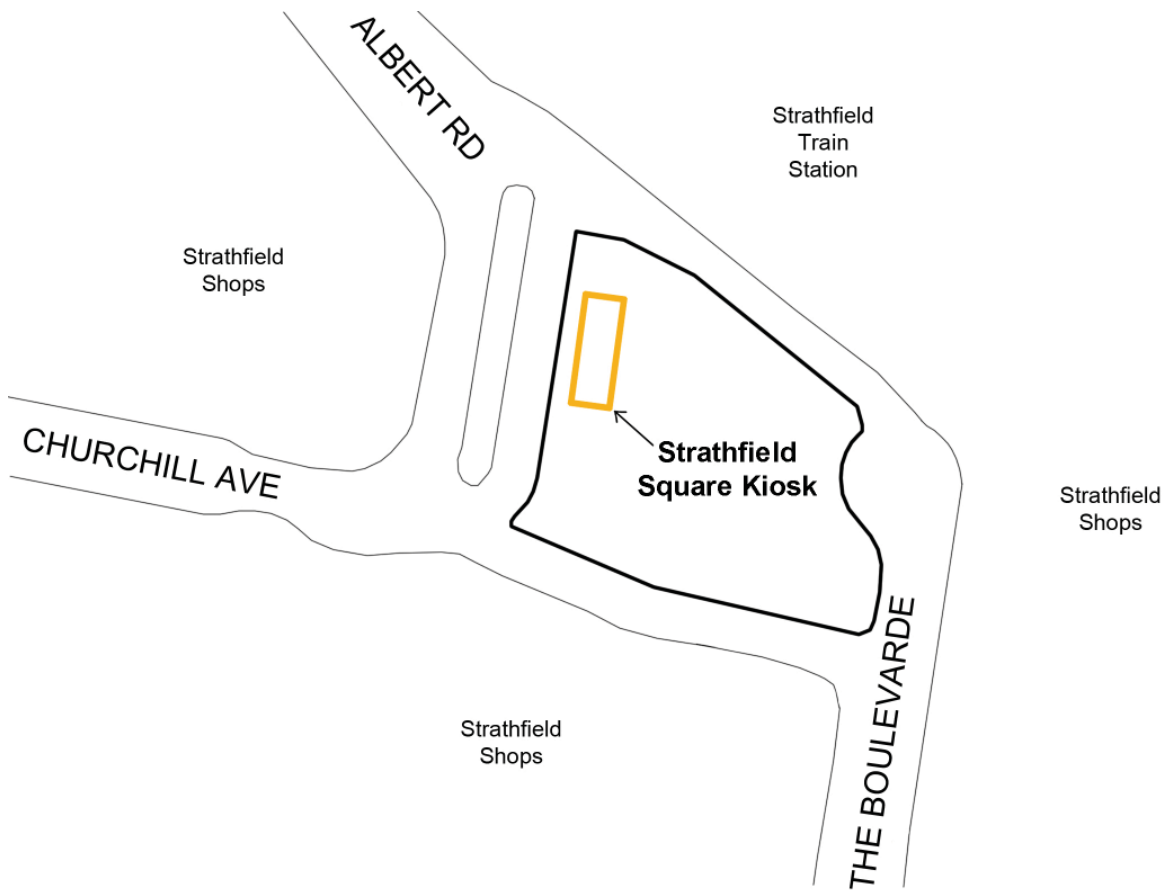 ALBERT RD
Strathfield
Train
Station
Strathfield
Shops
CHURCHILL AVE
Strathfield
Square Kiosk
Strathfield
Shops
THE BOULEVARDE
Strathfield
Shops